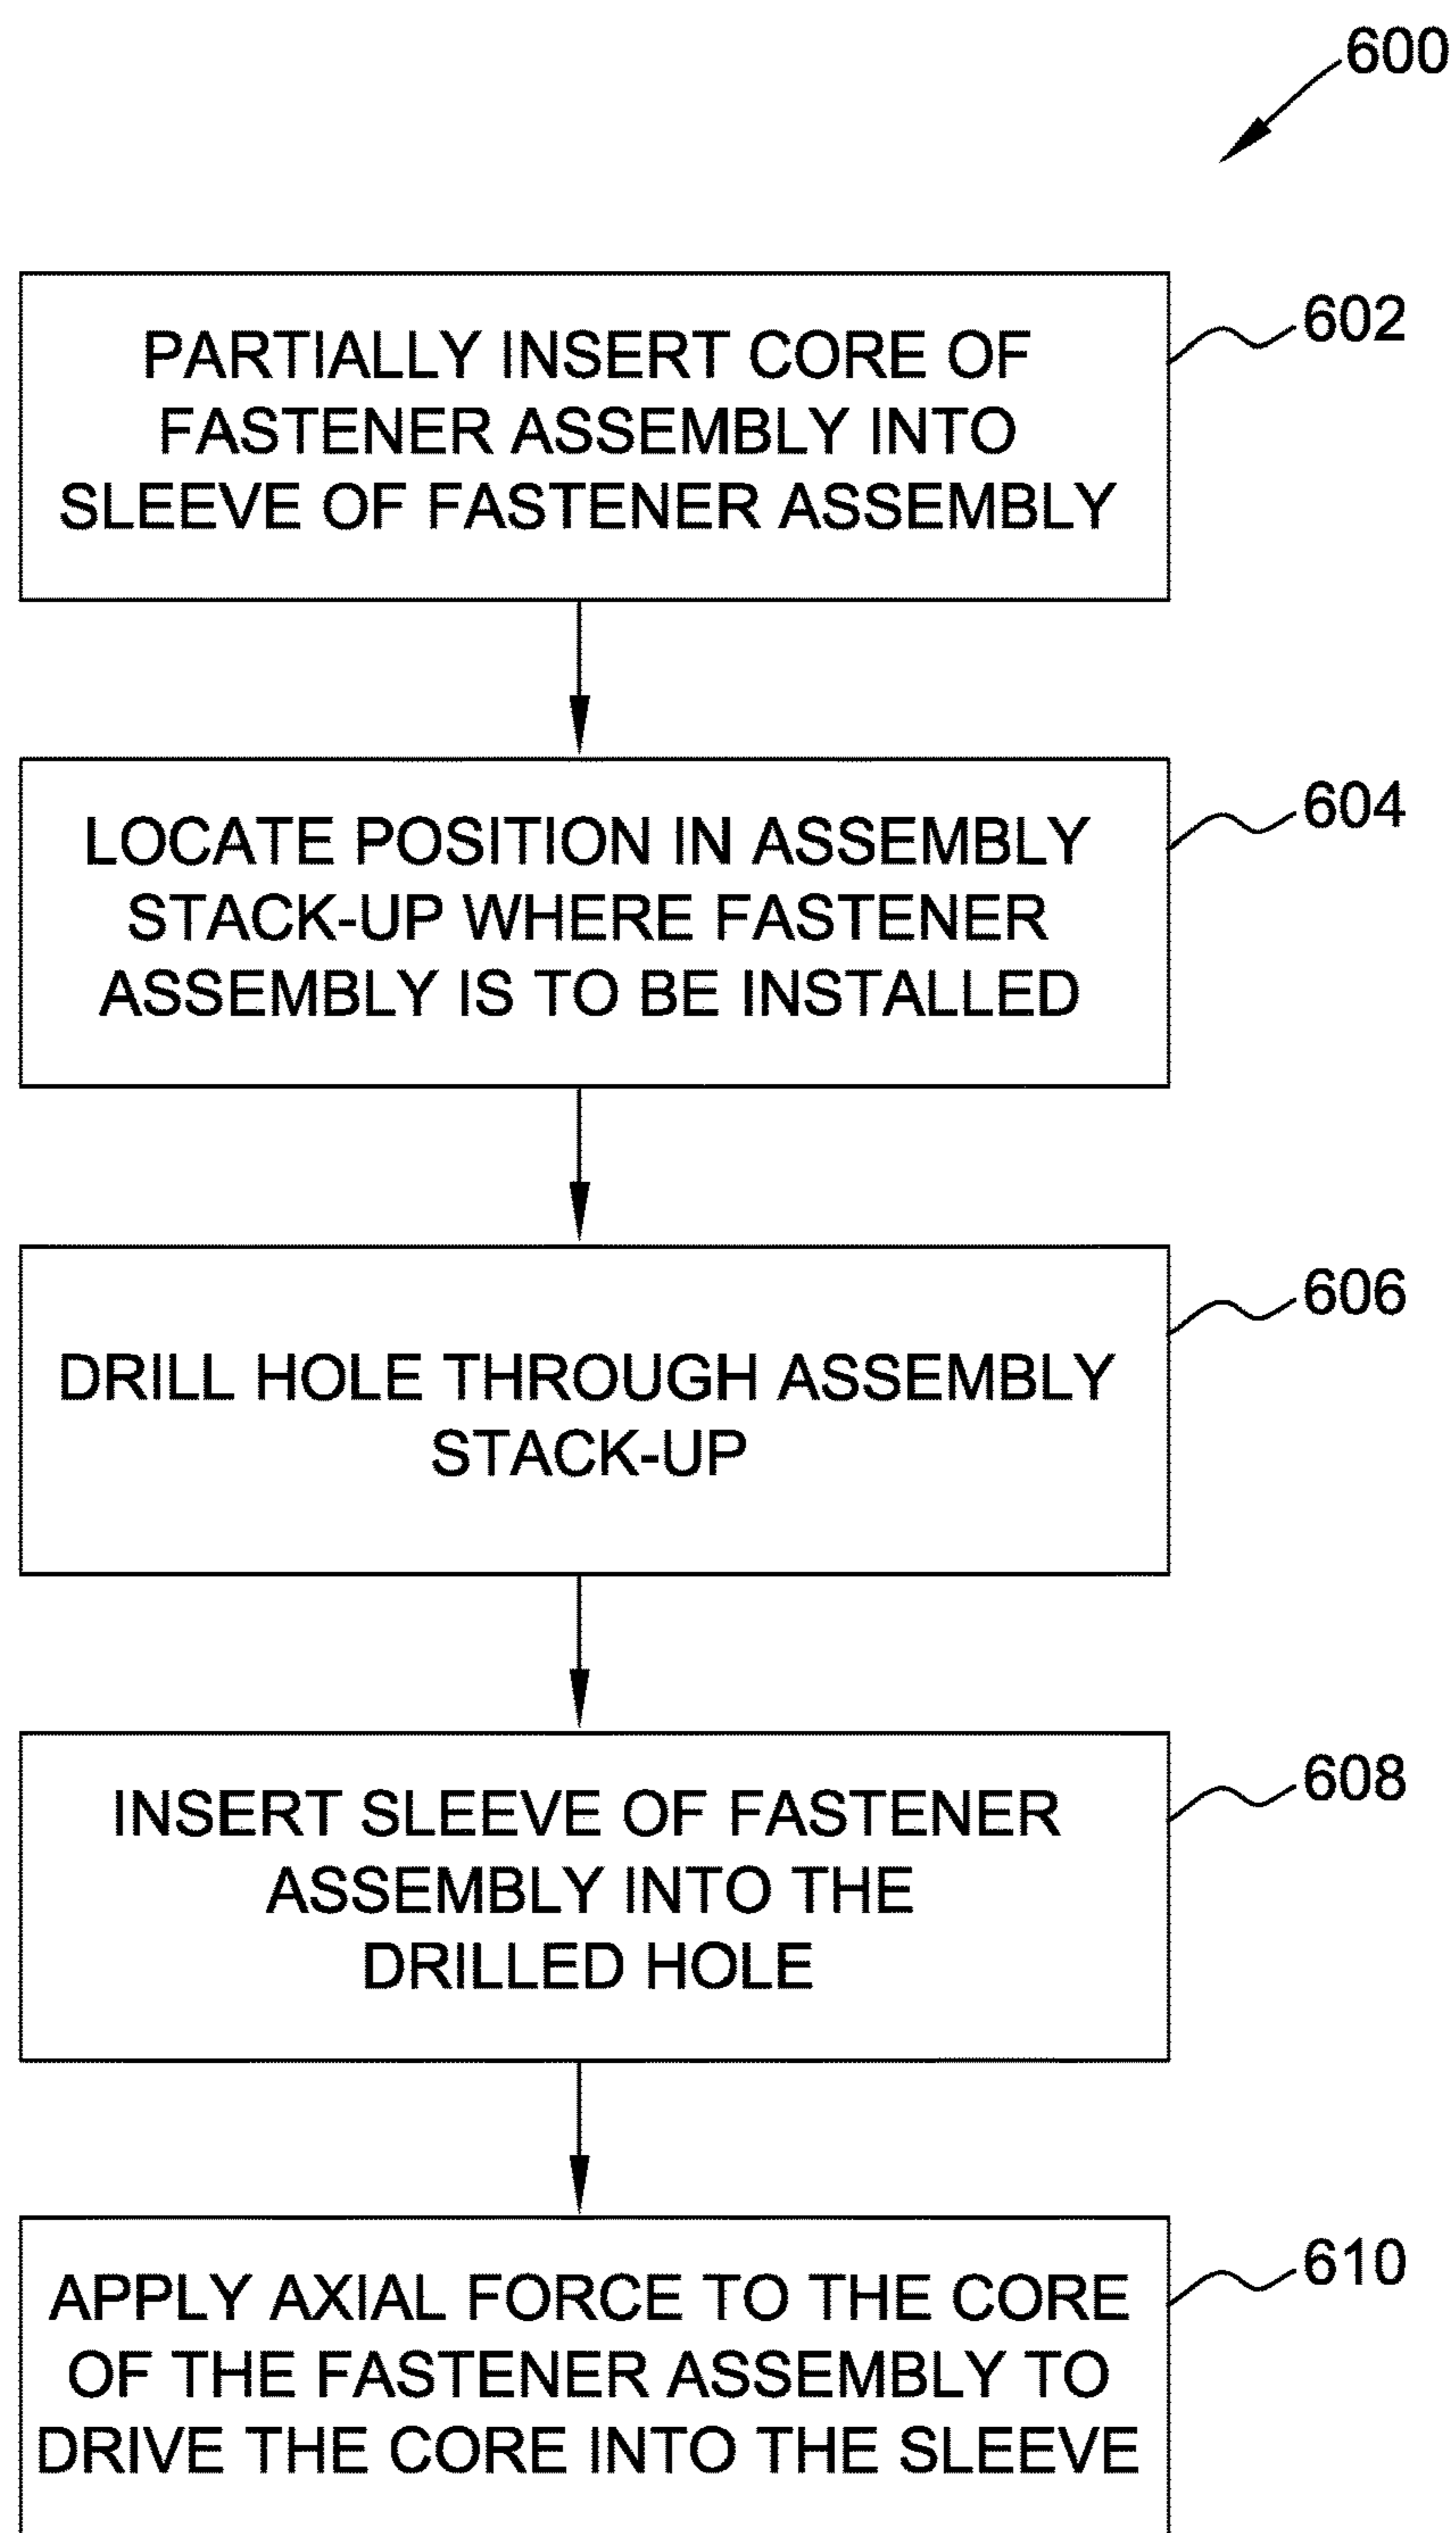 600
PARTIALLY INSERT CORE OF
FASTENER ASSEMBLY INTO
SLEEVE OF FASTENER ASSEMBLY
602
LOCATE POSITION IN ASSEMBLY
STACK-UP WHERE FASTENER
ASSEMBLY IS TO BE INSTALLED
604
DRILL HOLE THROUGH ASSEMBLY
STACK-UP
606
INSERT SLEEVE OF FASTENER
ASSEMBLY INTO THE
DRILLED HOLE
608
APPLY AXIAL FORCE TO THE CORE
OF THE FASTENER ASSEMBLY TO
DRIVE THE CORE INTO THE SLEEVE
610